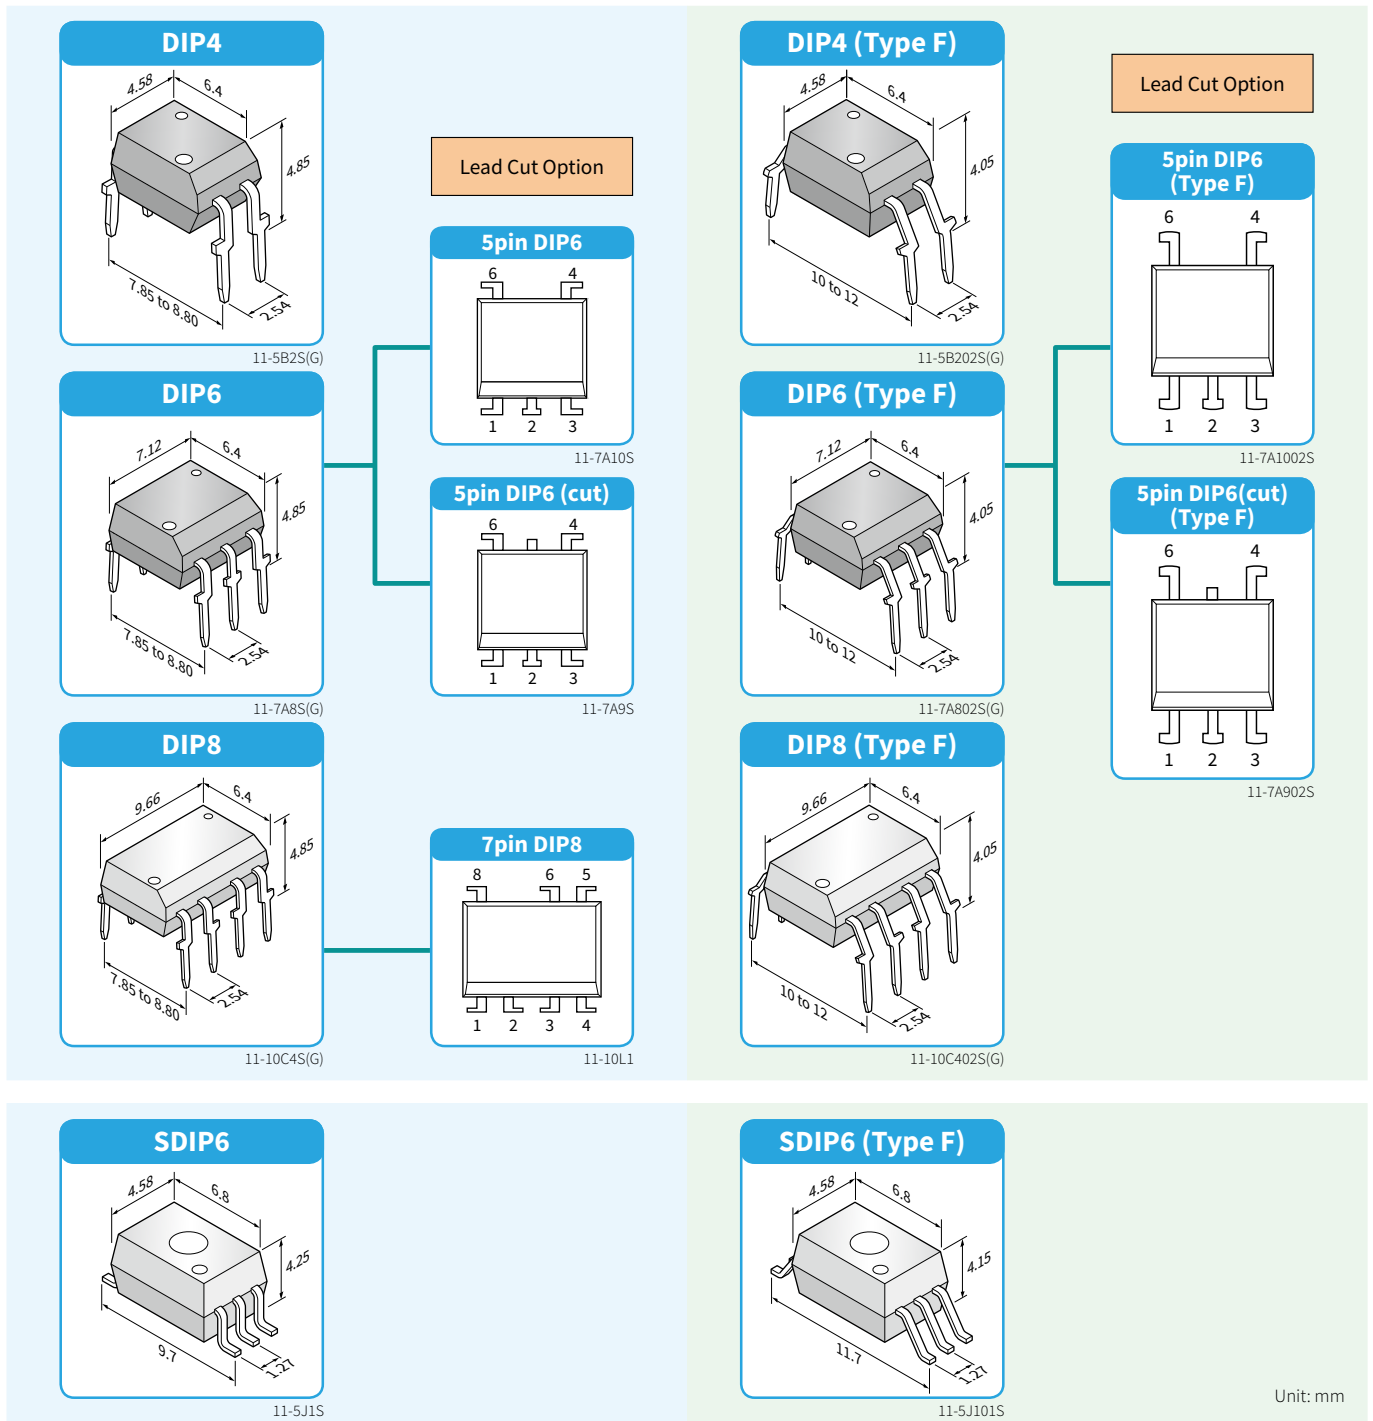 DIP4
4.58
6.4
4.85
7.85 to 8.80
2.54
11-5B2S(G)
Lead Cut Option
5pin DIP6
6 4
1 2 3
11-7A10S
DIP6
7.12
6.4
4.85
7.85 to 8.80
2.54
11-7A8S(G)
5pin DIP6 (cut)
6 4
1 2 3
11-7A9S
DIP8
9.66
6.4
4.85
7.85 to 8.80
2.54
11-10C4S(G)
7pin DIP8
8 6 5
1 2 3 4
11-10L1
DIP4 (Type F)
4.58
6.4
4.05
10 to 12
2.54
11-5B202S(G)
Lead Cut Option
5pin DIP6
(Type F)
6 4
1 2 3
11-7A1002S
DIP6 (Type F)
7.12
6.4
4.05
10 to 12
2.54
11-7A802S(G)
5pin DIP6(cut)
(Type F)
6 4
1 2 3
11-7A902S
DIP8 (Type F)
9.66
6.4
4.05
10 to 12
2.54
11-10C402S(G)
SDIP6
4.58
6.8
4.25
9.7
1.27
11-5J1S
SDIP6 (Type F)
4.58
6.8
4.15
11.7
1.27
11-5J101S
Unit: mm